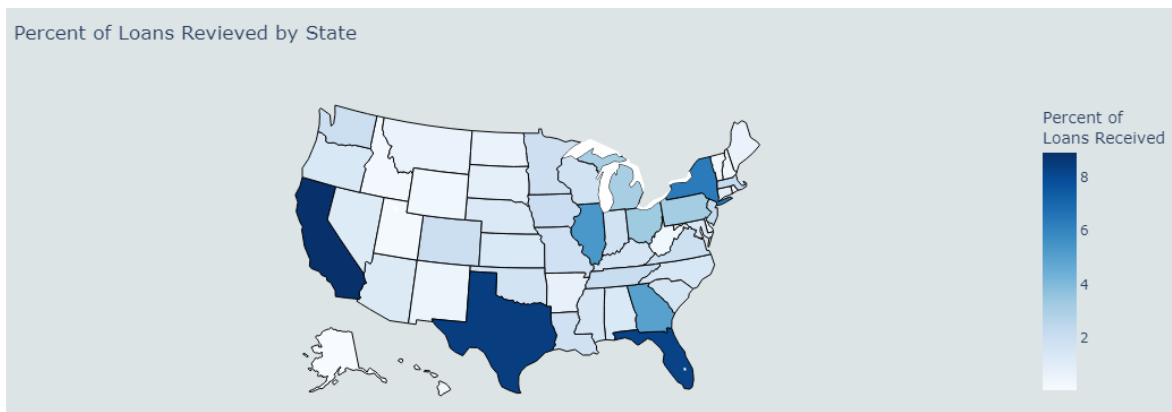 Percent of Loans Revieved by State
Percent of
Loans Received
8
6
4
2